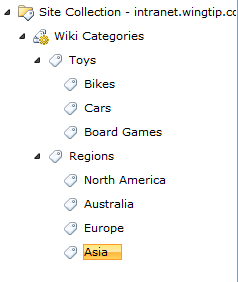 Site Collection - intranet.wingtip.co
Wiki Categories
Toys
Bikes
Cars
Board Games
Regions
North America
Australia
Europe
Asia